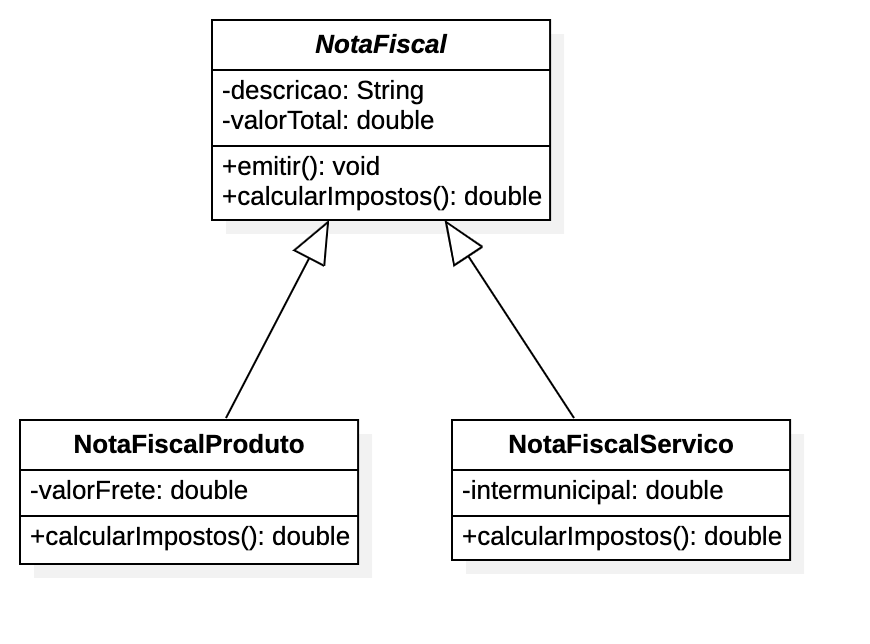 NotaFiscal
-descricao: String
-valorTotal: double
+emitir(): void
+calcularImpostos(): double
NotaFiscalProduto
-valorFrete: double
+calcularImpostos(): double
NotaFiscalServico
-intermunicipal: double
+calcularImpostos(): double